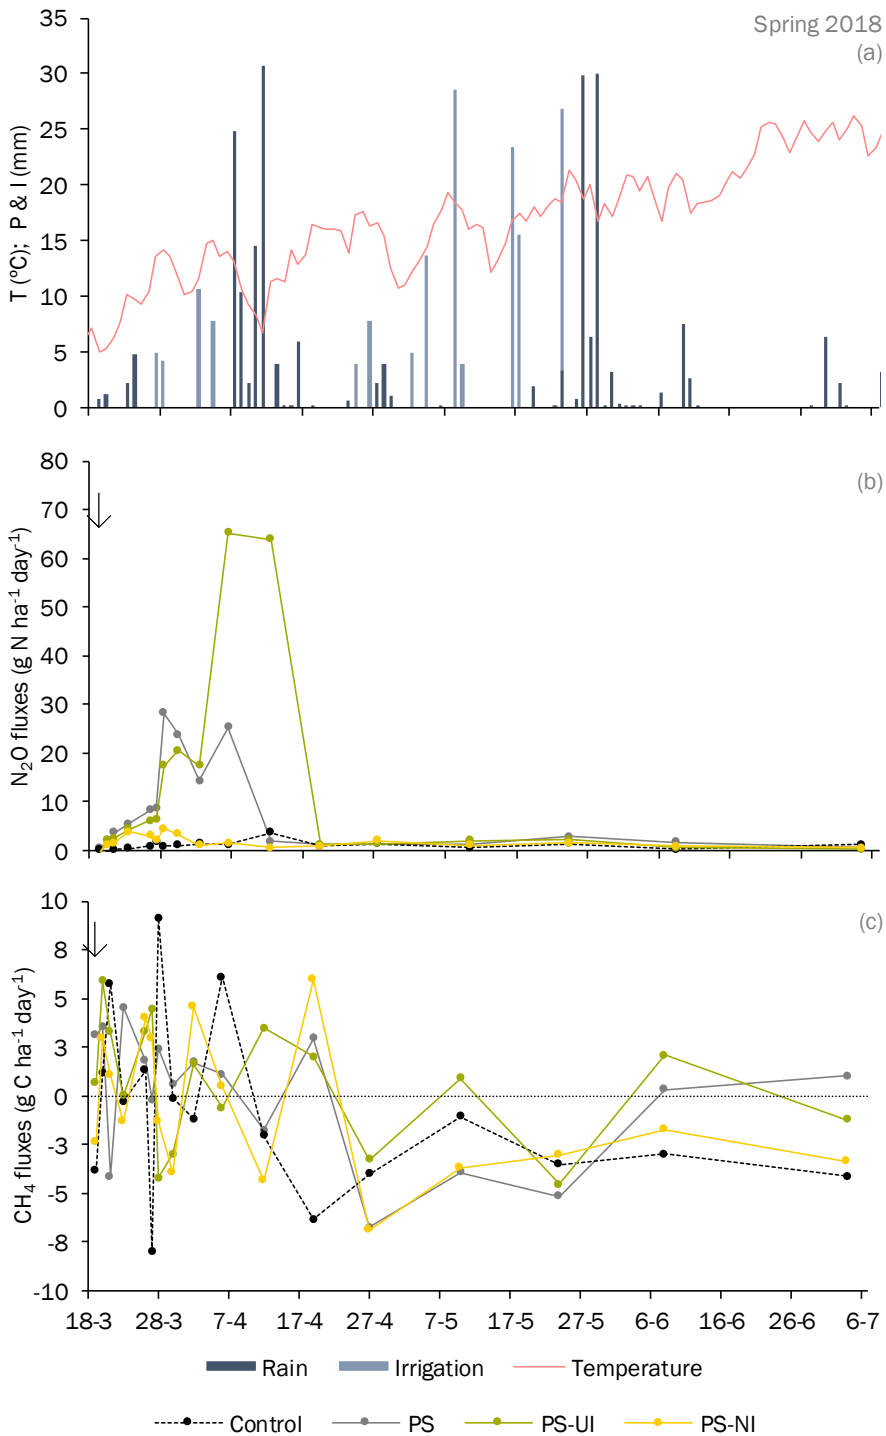 Spring 2018
(a)
T (ºC); P & I (mm)
35
30
25
20
15
10
5
0
(b)
N₂O fluxes (g N ha⁻¹ day⁻¹)
80
70
60
50
40
30
20
10
0
(c)
CH₄ fluxes (g C ha⁻¹ day⁻¹)
10
8
5
3
0
-3
-5
-8
-10
18-3 28-3 7-4 17-4 27-4 7-5 17-5 27-5 6-6 16-6 26-6 6-7
Rain Irrigation Temperature
Control PS PS-UI PS-NI